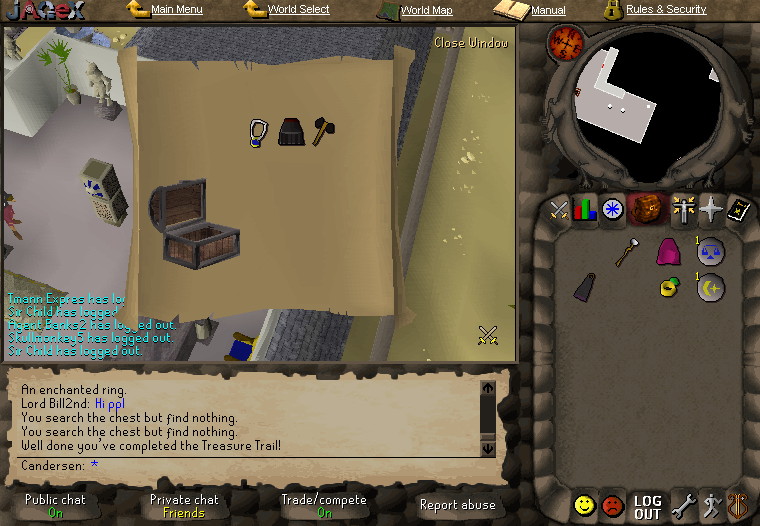 JAGEX Main Menu World Select World Map Manual Rules & Security
Close Window
Tmann Expres has lo
Sir Child has logged
Agent Banks2 has logged out.
Skullmorkey5 has logged out.
Sir Child has logged out.
1
1
An enchanted ring.
Lord Bill2nd: Hi ppl
You search the chest but find nothing.
You search the chest but find nothing.
Well done you've completed the Treasure Trail!
Candersen: *
Public chat Private chat Trade/compete Report abuse
On Friends On
LOG
OUT